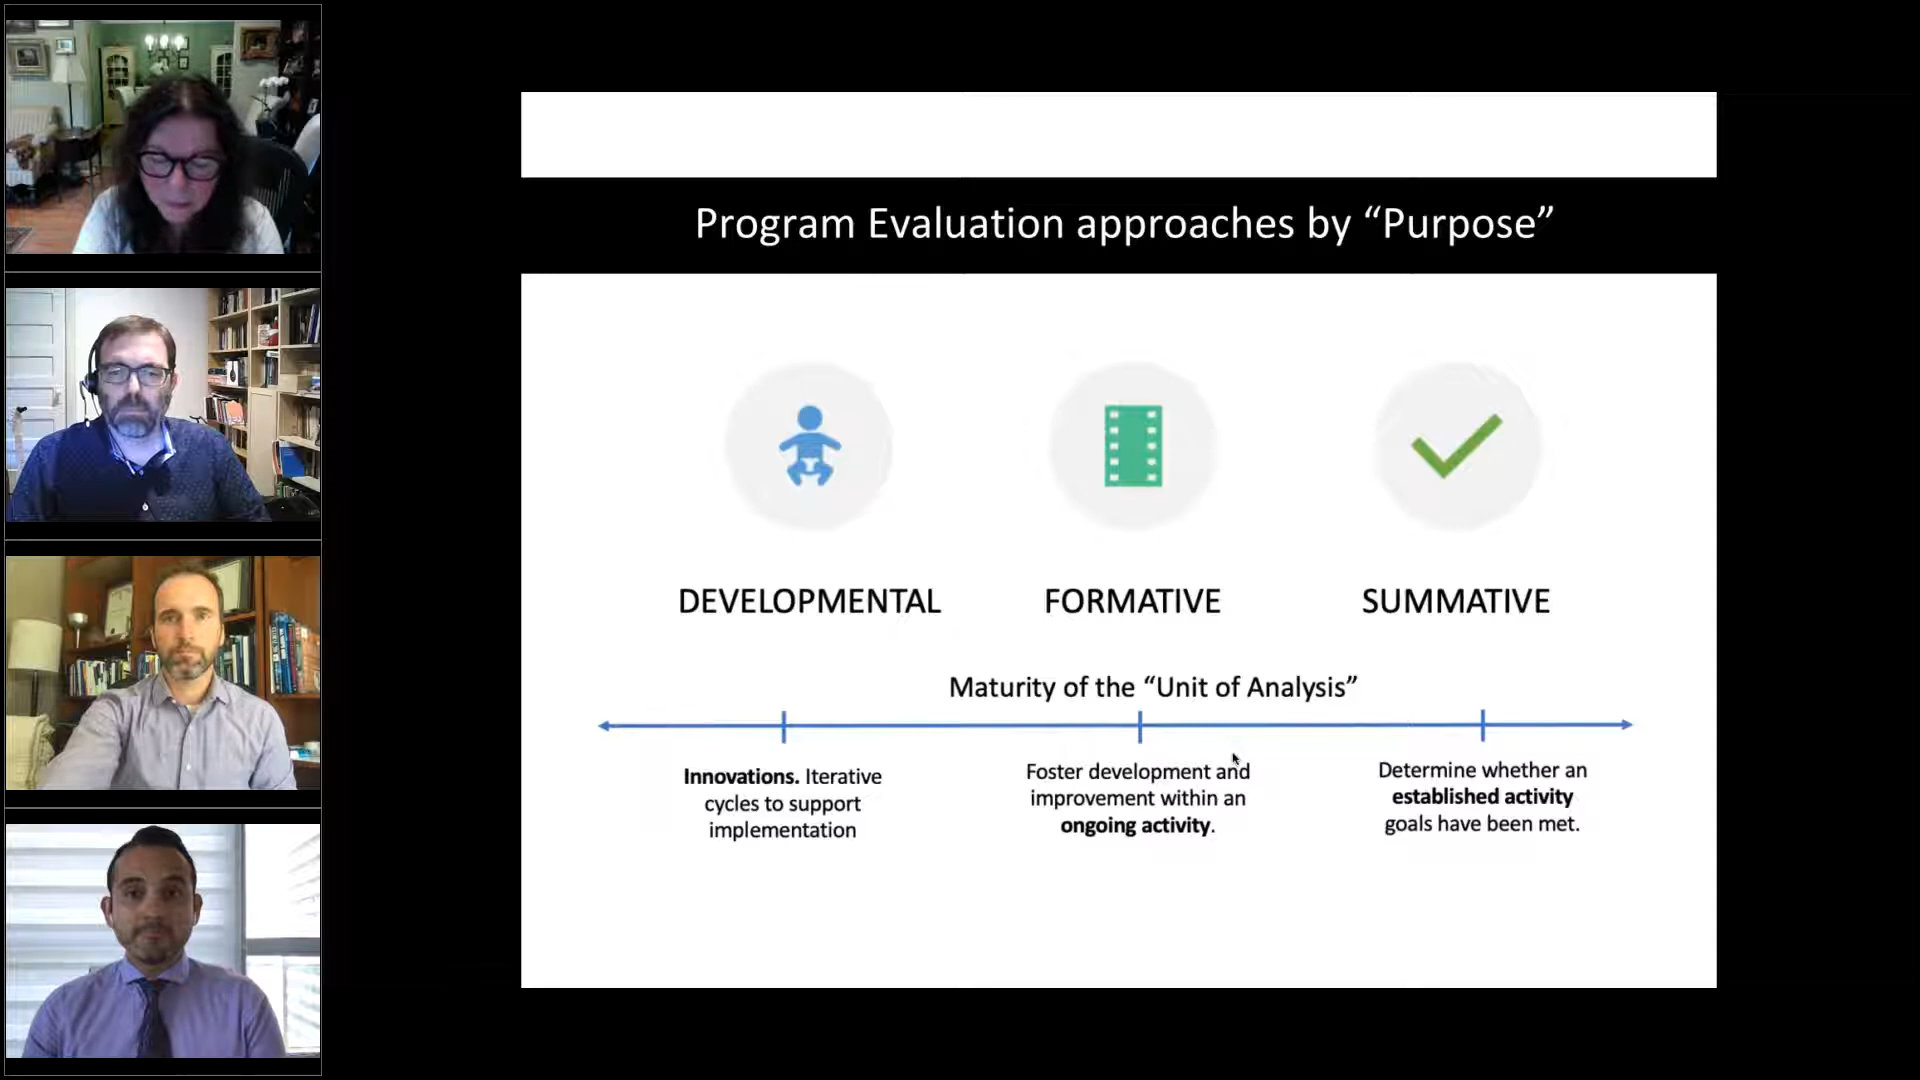 Program Evaluation approaches by “Purpose”
DEVELOPMENTAL
FORMATIVE
SUMMATIVE
Maturity of the “Unit of Analysis”
Innovations. Iterative
cycles to support
implementation
Foster development and
improvement within an
ongoing activity.
Determine whether an
established activity
goals have been met.